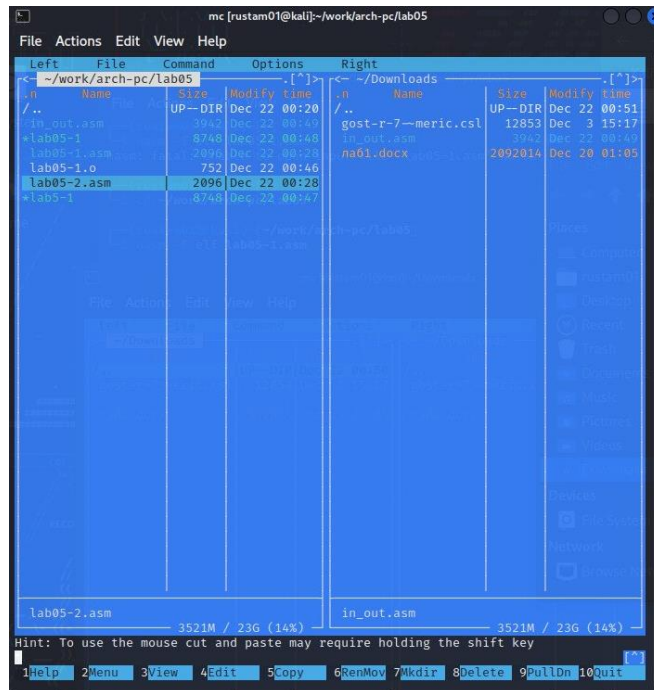 mc [rustam01@kali]:~/work/arch-pc/lab05
File Actions Edit View Help
Left File Command Options Right
<- ~/work/arch-pc/lab05 .[^]> <- ~/Downloads .[^]>
.n Name Size Modify time .n Name Size Modify time
/.. UP--DIR Dec 22 00:20 /.. UP--DIR Dec 22 00:51
in_out.asm 3942 Dec 22 00:49 gost-r-7~~meric.csl 12853 Dec 3 15:17
*lab05-1 8748 Dec 22 00:48 in_out.asm 3942 Dec 22 00:49
lab05-1.asm 2096 Dec 22 00:28 лаб1.docx 2092014 Dec 20 01:05
lab05-1.o 752 Dec 22 00:46
lab05-2.asm 2096 Dec 22 00:28
*lab5-1 8748 Dec 22 00:47
lab05-2.asm in_out.asm
3521M / 23G (14%) 3521M / 23G (14%)
Hint: To use the mouse cut and paste may require holding the shift key
[^]
1Help 2Menu 3View 4Edit 5Copy 6RenMov 7Mkdir 8Delete 9PullDn 10Quit